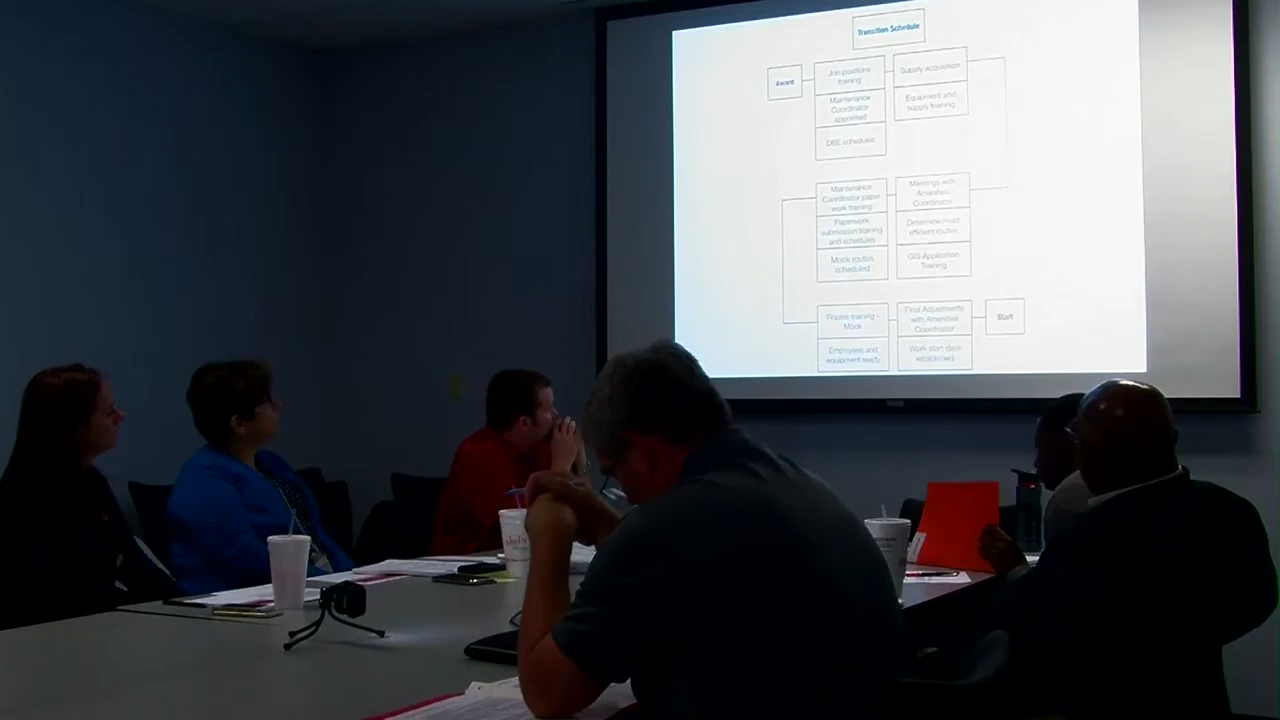 Transition Schedule
Award
Job positions
training
Maintenance
Coordinator
appointed
DBE schedules
Supply acquisition
Equipment and
supply training
Maintenance
Coordinator paper
work training
Paperwork
submission training
and schedules
Mock routes
scheduled
Meetings with
Amenities
Coordinator
Determine most
efficient routes
GIS Application
Training
Routes training -
Mock
Employees and
equipment ready
Final Adjustments
with Amenities
Coordinator
Work start date
established
Start